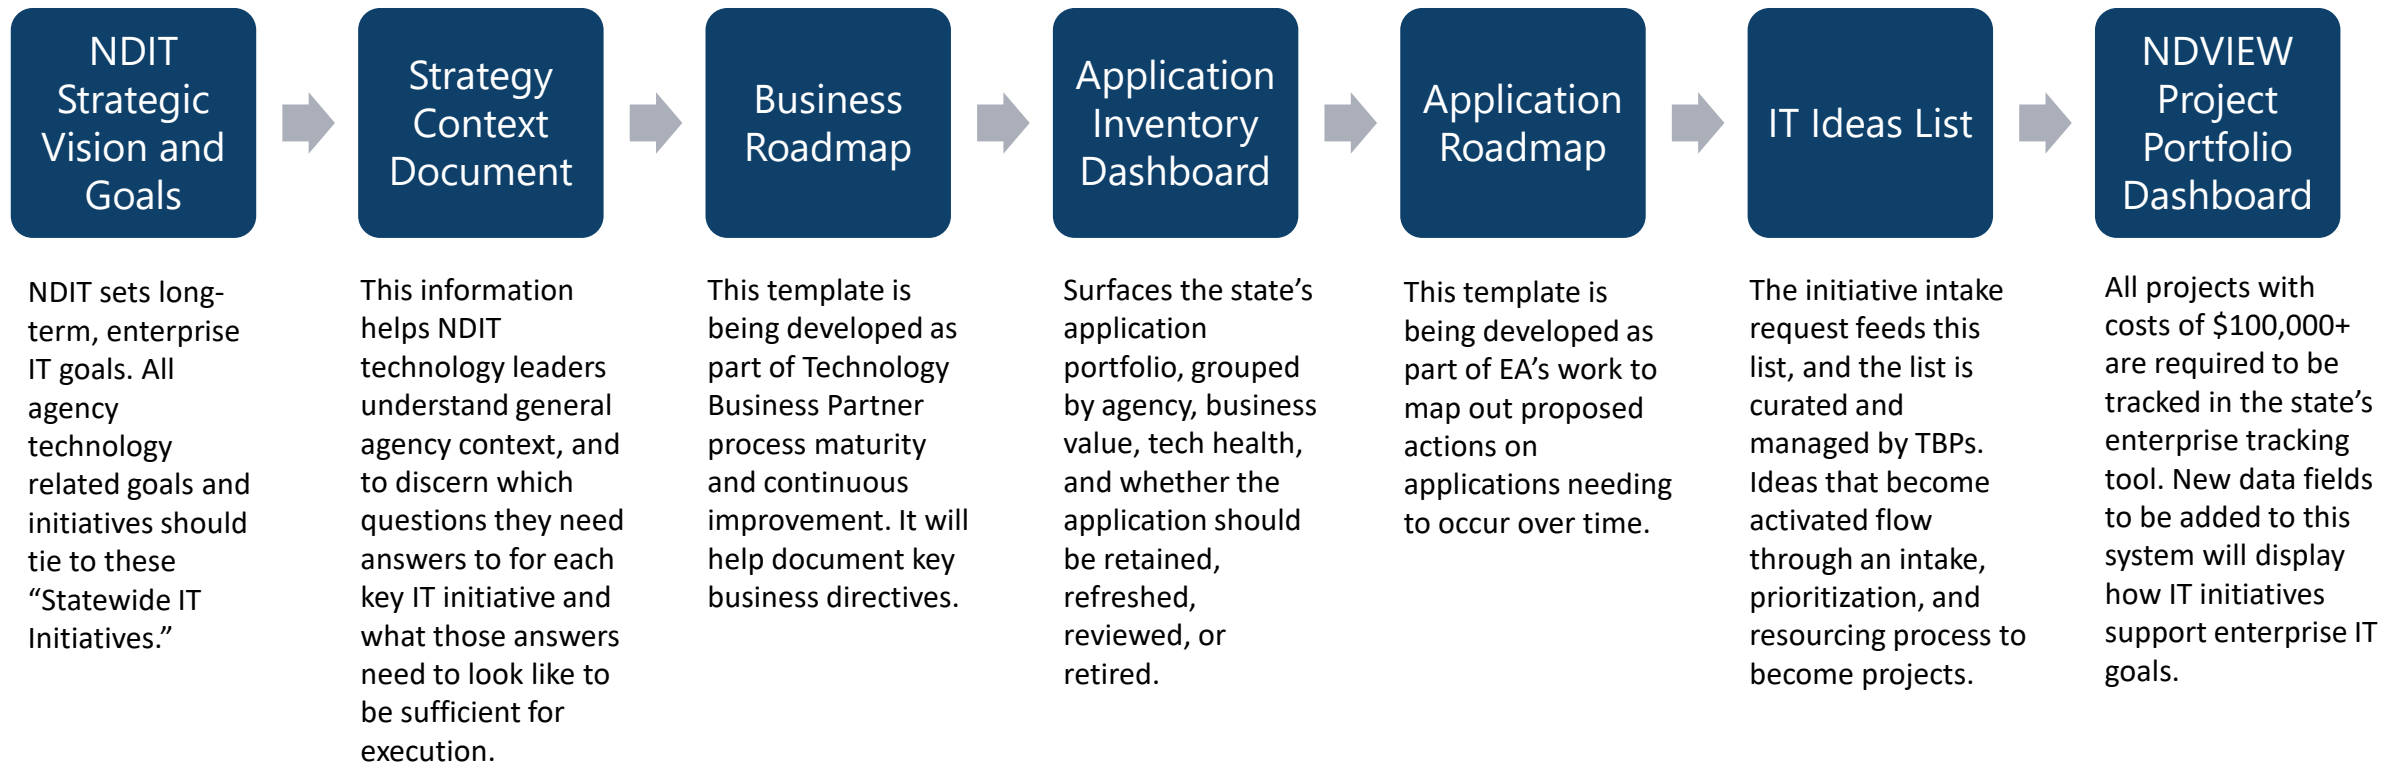 NDIT
Strategic
Vision and
Goals
Strategy
Context
Document
Business
Roadmap
Application
Inventory
Dashboard
Application
Roadmap
IT Ideas List
NDVIEW
Project
Portfolio
Dashboard
NDIT sets long-
term, enterprise
IT goals. All
agency
technology
related goals and
initiatives should
tie to these
“Statewide IT
Initiatives.”
This information
helps NDIT
technology leaders
understand general
agency context, and
to discern which
questions they need
answers to for each
key IT initiative and
what those answers
need to look like to
be sufficient for
execution.
This template is
being developed as
part of Technology
Business Partner
process maturity
and continuous
improvement. It will
help document key
business directives.
Surfaces the state’s
application
portfolio, grouped
by agency, business
value, tech health,
and whether the
application should
be retained,
refreshed,
reviewed, or
retired.
This template is
being developed as
part of EA’s work to
map out proposed
actions on
applications needing
to occur over time.
The initiative intake
request feeds this
list, and the list is
curated and
managed by TBPs.
Ideas that become
activated flow
through an intake,
prioritization, and
resourcing process to
become projects.
All projects with
costs of $100,000+
are required to be
tracked in the state’s
enterprise tracking
tool. New data fields
to be added to this
system will display
how IT initiatives
support enterprise IT
goals.